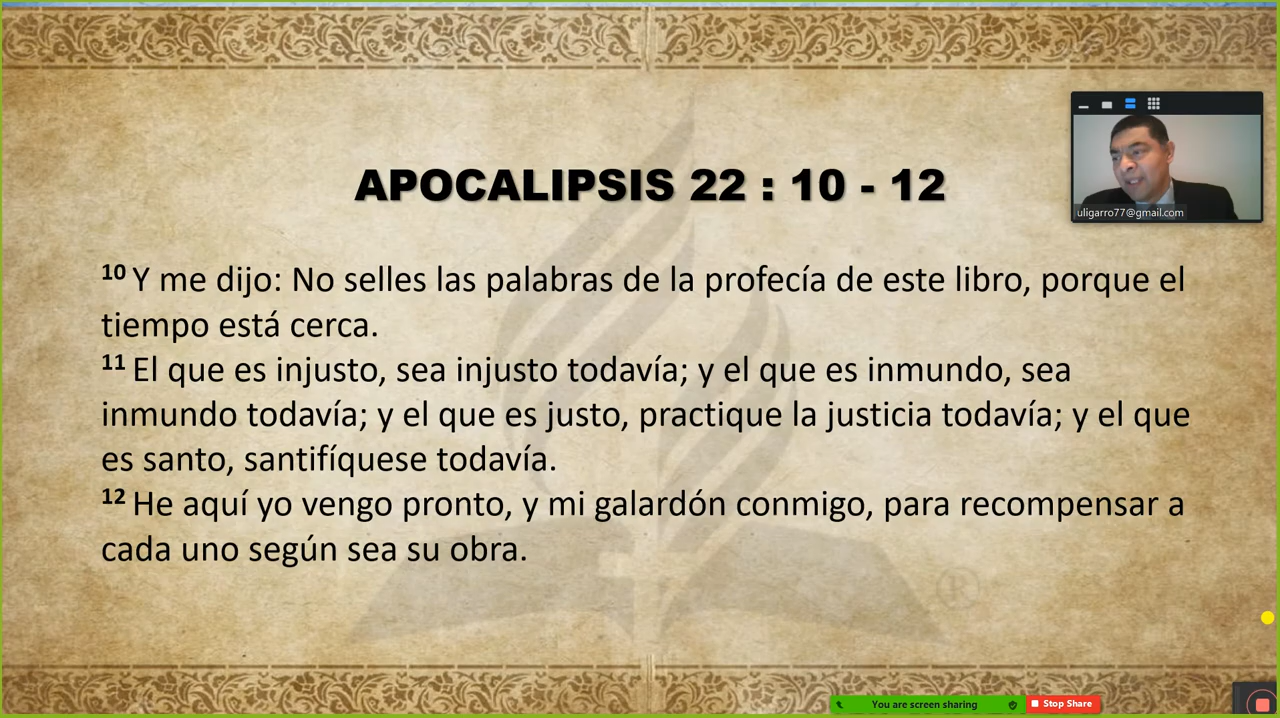 APOCALIPSIS 22 : 10 - 12
uligarro77@gmail.com
10 Y me dijo: No selles las palabras de la profecía de este libro, porque el
tiempo está cerca.
11 El que es injusto, sea injusto todavía; y el que es inmundo, sea
inmundo todavía; y el que es justo, practique la justicia todavía; y el que
es santo, santifíquese todavía.
12 He aquí yo vengo pronto, y mi galardón conmigo, para recompensar a
cada uno según sea su obra.
®
You are screen sharing
Stop Share